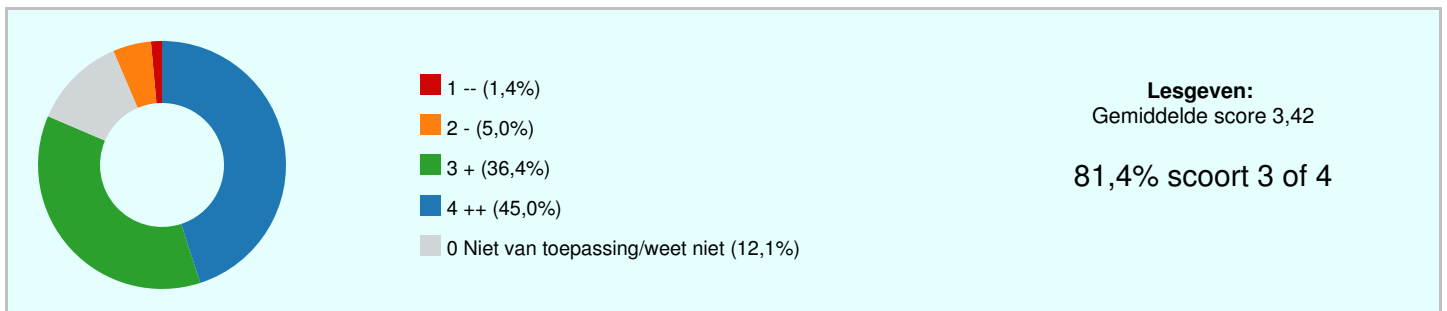 1 -- (1,4%)
2 - (5,0%)
3 + (36,4%)
4 ++ (45,0%)
0 Niet van toepassing/weet niet (12,1%)
Lesgeven:
Gemiddelde score 3,42
81,4% scoort 3 of 4